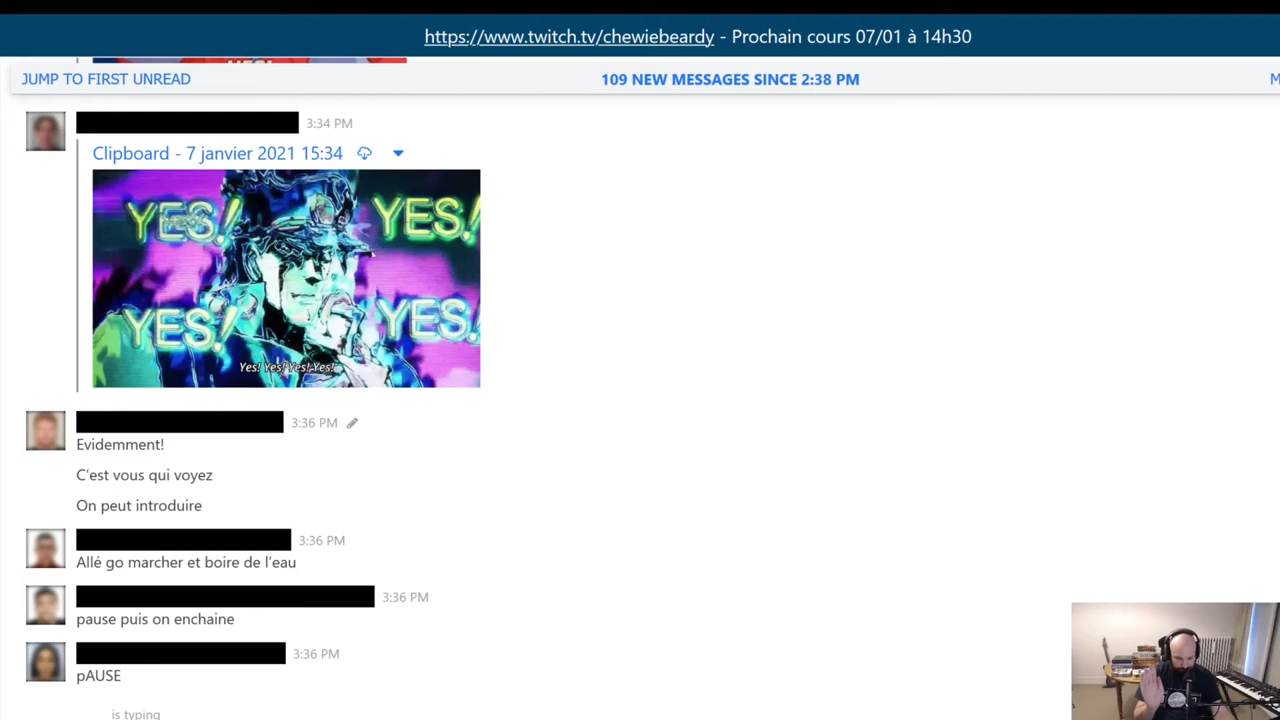 https://www.twitch.tv/chewiebeardy - Prochain cours 07/01 à 14h30
JUMP TO FIRST UNREAD
109 NEW MESSAGES SINCE 2:38 PM
M
3:34 PM
Clipboard - 7 janvier 2021 15:34
YES! YES!
YES! YES!
Yes! Yes! Yes! Yes!
3:36 PM
Evidemment!
C'est vous qui voyez
On peut introduire
3:36 PM
Allé go marcher et boire de l'eau
3:36 PM
pause puis on enchaine
3:36 PM
pAUSE
is typing